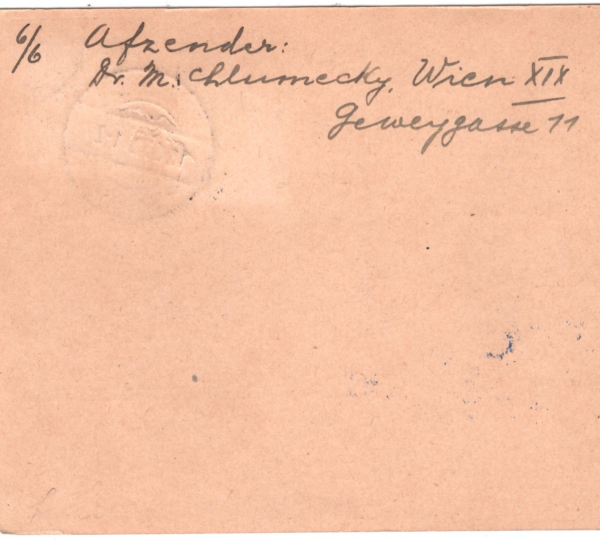 6/6 Afzender:
Dr. M. Chlumecky, Wien XIX
Geweygasse 11